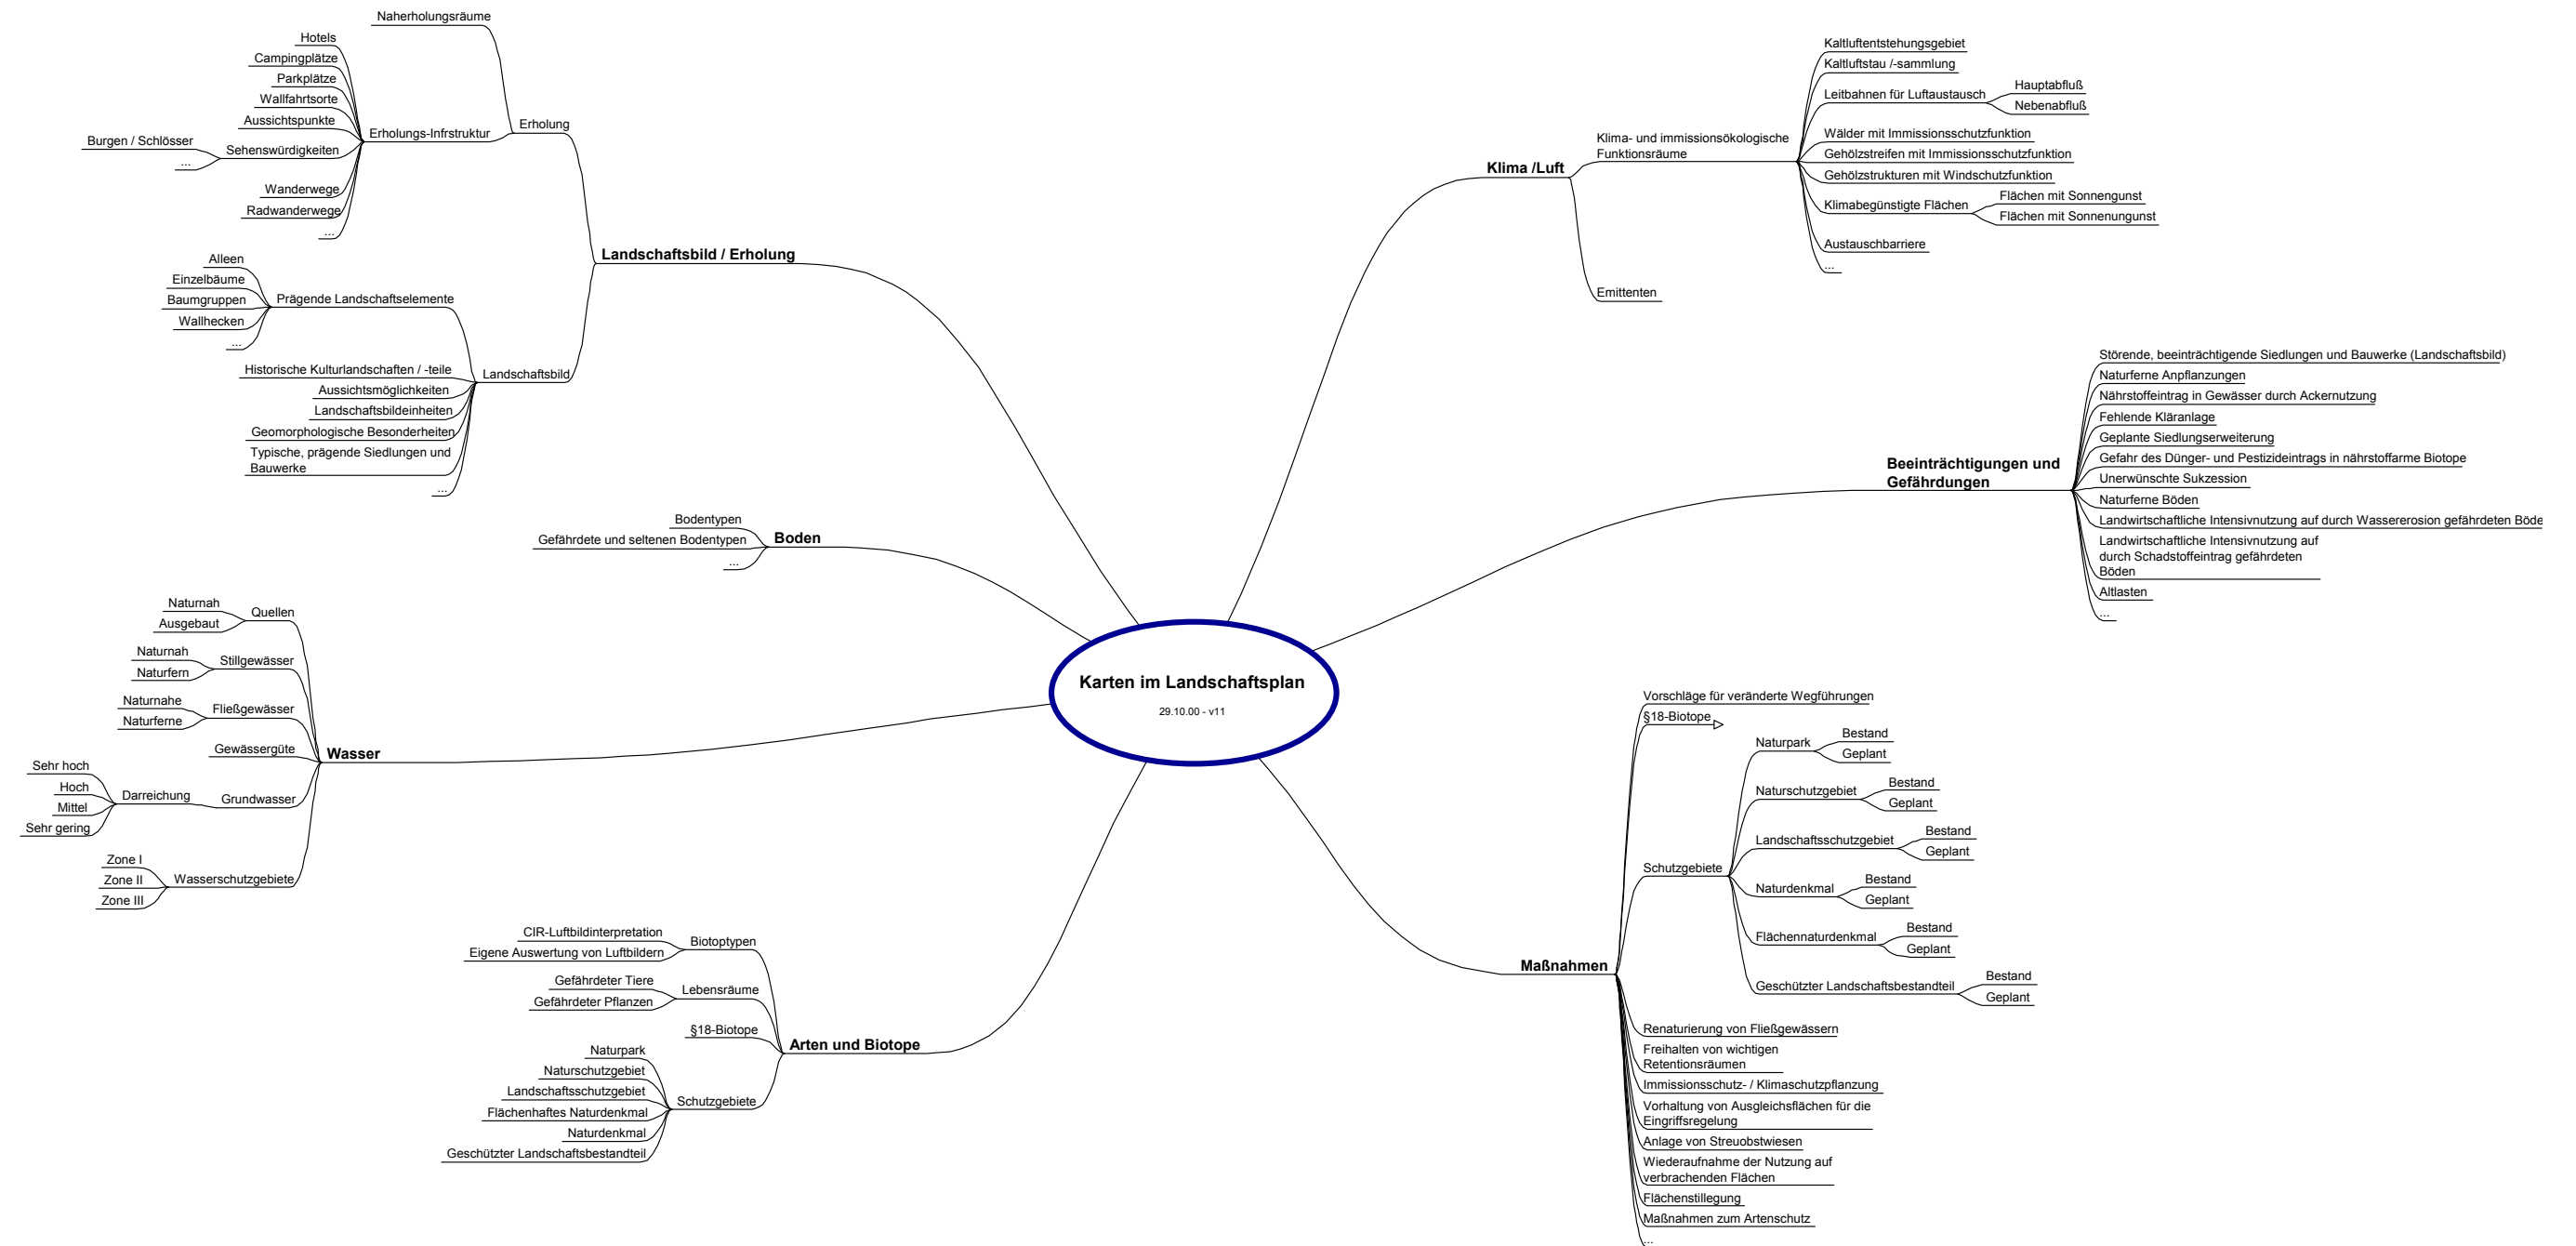 Karten im Landschaftsplan
29.10.00 - v11
Klima /Luft
Klima- und immissionsökologische
Funktionsräume
Kaltluftentstehungsgebiet
Kaltluftstau /-sammlung
Leitbahnen für Luftaustausch
Hauptabfluß
Nebenabfluß
Wälder mit Immissionsschutzfunktion
Gehölzstreifen mit Immissionsschutzfunktion
Gehölzstrukturen mit Windschutzfunktion
Klimabegünstigte Flächen
Flächen mit Sonnengunst
Flächen mit Sonnenungunst
Austauschbarriere
...
Emittenten
Beeinträchtigungen und
Gefährdungen
Störende, beeinträchtigende Siedlungen und Bauwerke (Landschaftsbild)
Naturferne Anpflanzungen
Nährstoffeintrag in Gewässer durch Ackernutzung
Fehlende Kläranlage
Geplante Siedlungserweiterung
Gefahr des Dünger- und Pestizideintrags in nährstoffarme Biotope
Unerwünschte Sukzession
Naturferne Böden
Landwirtschaftliche Intensivnutzung auf durch Wassererosion gefährdeten Böde
Landwirtschaftliche Intensivnutzung auf
durch Schadstoffeintrag gefährdeten
Böden
Altlasten
...
Maßnahmen
Vorschläge für veränderte Wegführungen
§18-Biotope
Schutzgebiete
Naturpark
Bestand
Geplant
Naturschutzgebiet
Bestand
Geplant
Landschaftsschutzgebiet
Bestand
Geplant
Naturdenkmal
Bestand
Geplant
Flächennaturdenkmal
Bestand
Geplant
Geschützter Landschaftsbestandteil
Bestand
Geplant
Renaturierung von Fließgewässern
Freihalten von wichtigen
Retentionsräumen
Immissionsschutz- / Klimaschutzpflanzung
Vorhaltung von Ausgleichsflächen für die
Eingriffsregelung
Anlage von Streuobstwiesen
Wiederaufnahme der Nutzung auf
verbrachenden Flächen
Flächenstillegung
Maßnahmen zum Artenschutz
...
Landschaftsbild / Erholung
Erholung
Naherholungsräume
Erholungs-Infrstruktur
Hotels
Campingplätze
Parkplätze
Wallfahrtsorte
Aussichtspunkte
Sehenswürdigkeiten
Burgen / Schlösser
...
Wanderwege
Radwanderwege
...
Landschaftsbild
Prägende Landschaftselemente
Alleen
Einzelbäume
Baumgruppen
Wallhecken
...
Historische Kulturlandschaften / -teile
Aussichtsmöglichkeiten
Landschaftsbildeinheiten
Geomorphologische Besonderheiten
Typische, prägende Siedlungen und
Bauwerke
...
Boden
Bodentypen
Gefährdete und seltenen Bodentypen
...
Wasser
Quellen
Naturnah
Ausgebaut
Stillgewässer
Naturnah
Naturfern
Fließgewässer
Naturnahe
Naturferne
Gewässergüte
Grundwasser
Darreichung
Sehr hoch
Hoch
Mittel
Sehr gering
Wasserschutzgebiete
Zone I
Zone II
Zone III
Arten und Biotope
Biotoptypen
CIR-Luftbildinterpretation
Eigene Auswertung von Luftbildern
Lebensräume
Gefährdeter Tiere
Gefährdeter Pflanzen
§18-Biotope
Schutzgebiete
Naturpark
Naturschutzgebiet
Landschaftsschutzgebiet
Flächenhaftes Naturdenkmal
Naturdenkmal
Geschützter Landschaftsbestandteil